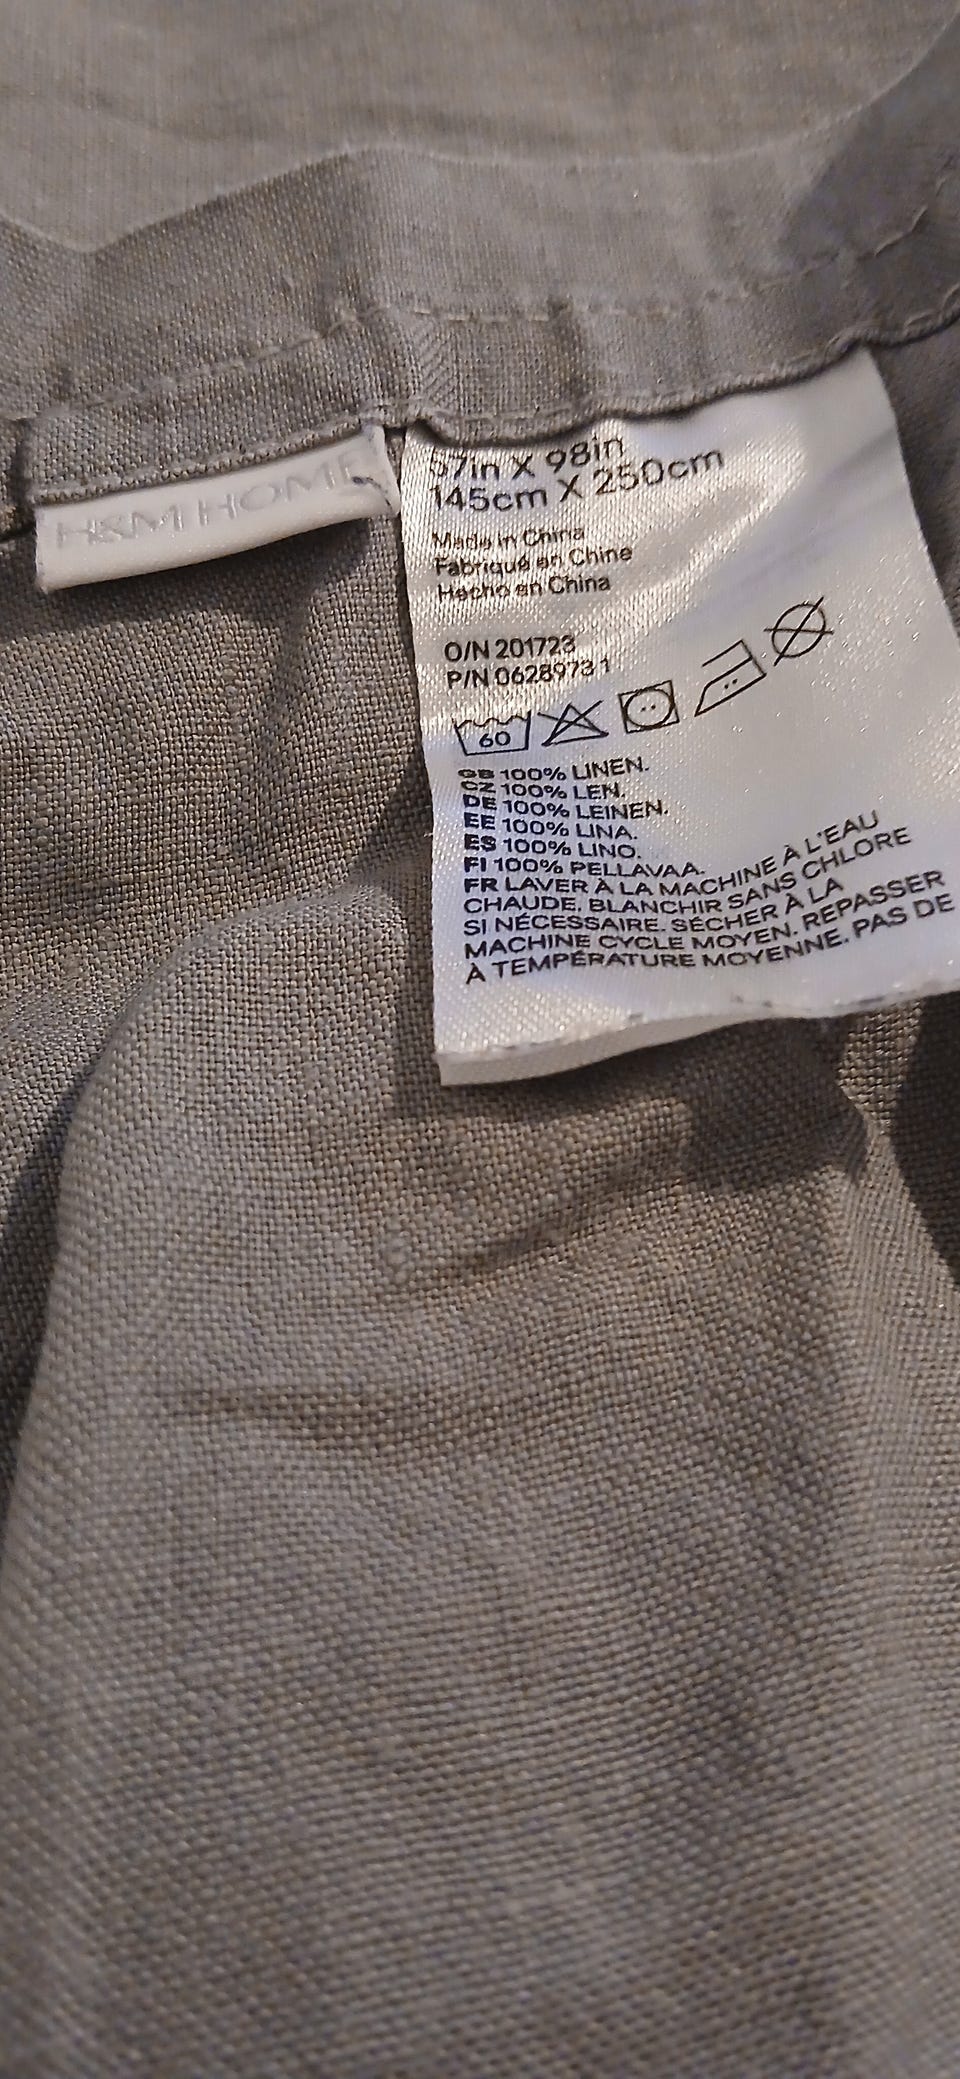 H&M HOME
57in X 98in
145cm X 250cm
Made in China
Fabriqué en Chine
Hecho en China
O/N 201723
P/N 0628973 1
60
GB 100% LINEN.
CZ 100% LEN.
DE 100% LEINEN.
EE 100% LINA.
ES 100% LINO.
FI 100% PELLAVAA.
FR LAVER À LA MACHINE À L'EAU
CHAUDE. BLANCHIR SANS CHLORE
SI NÉCESSAIRE. SÉCHER À LA
MACHINE CYCLE MOYEN. REPASSER
À TEMPÉRATURE MOYENNE. PAS DE